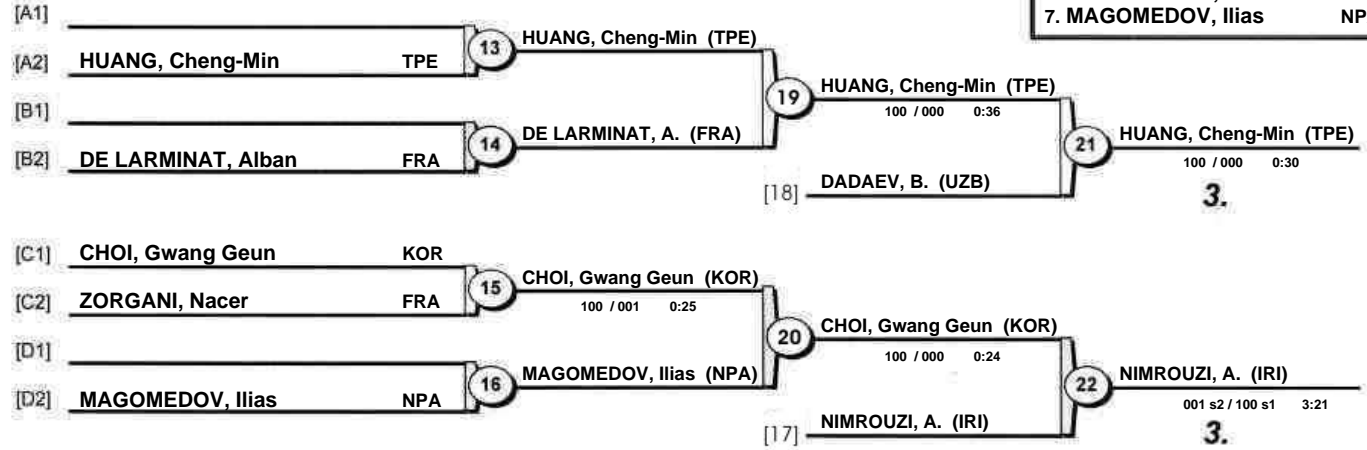 7. MAGOMEDOV, Ilias NP
[A1]
13 HUANG, Cheng-Min (TPE)
[A2] HUANG, Cheng-Min TPE
19 HUANG, Cheng-Min (TPE)
100 / 000 0:36
[B1]
14 DE LARMINAT, A. (FRA)
21 HUANG, Cheng-Min (TPE)
100 / 000 0:30
[B2] DE LARMINAT, Alban FRA
[18] DADAEV, B. (UZB)
3.
[C1] CHOI, Gwang Geun KOR
15 CHOI, Gwang Geun (KOR)
100 / 001 0:25
[C2] ZORGANI, Nacer FRA
20 CHOI, Gwang Geun (KOR)
100 / 000 0:24
[D1]
16 MAGOMEDOV, Ilias (NPA)
22 NIMROUZI, A. (IRI)
001 s2 / 100 s1 3:21
[D2] MAGOMEDOV, Ilias NPA
[17] NIMROUZI, A. (IRI)
3.